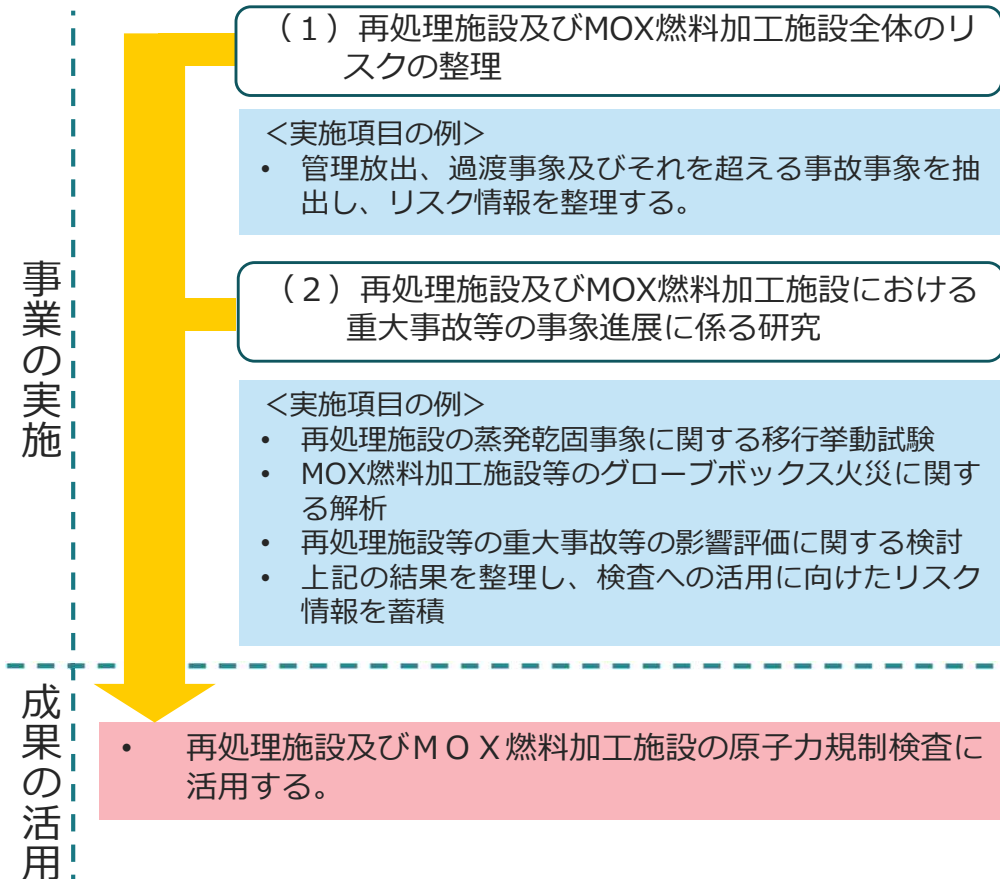 事業の実施
（１）再処理施設及びMOX燃料加工施設全体のリ
スクの整理
＜実施項目の例＞
• 管理放出、過渡事象及びそれを超える事故事象を抽
出し、リスク情報を整理する。
（２）再処理施設及びMOX燃料加工施設における
重大事故等の事象進展に係る研究
＜実施項目の例＞
• 再処理施設の蒸発乾固事象に関する移行挙動試験
• MOX燃料加工施設等のグローブボックス火災に関す
る解析
• 再処理施設等の重大事故等の影響評価に関する検討
• 上記の結果を整理し、検査への活用に向けたリスク
情報を蓄積
成果の活用
• 再処理施設及びＭＯＸ燃料加工施設の原子力規制検査に
活用する。